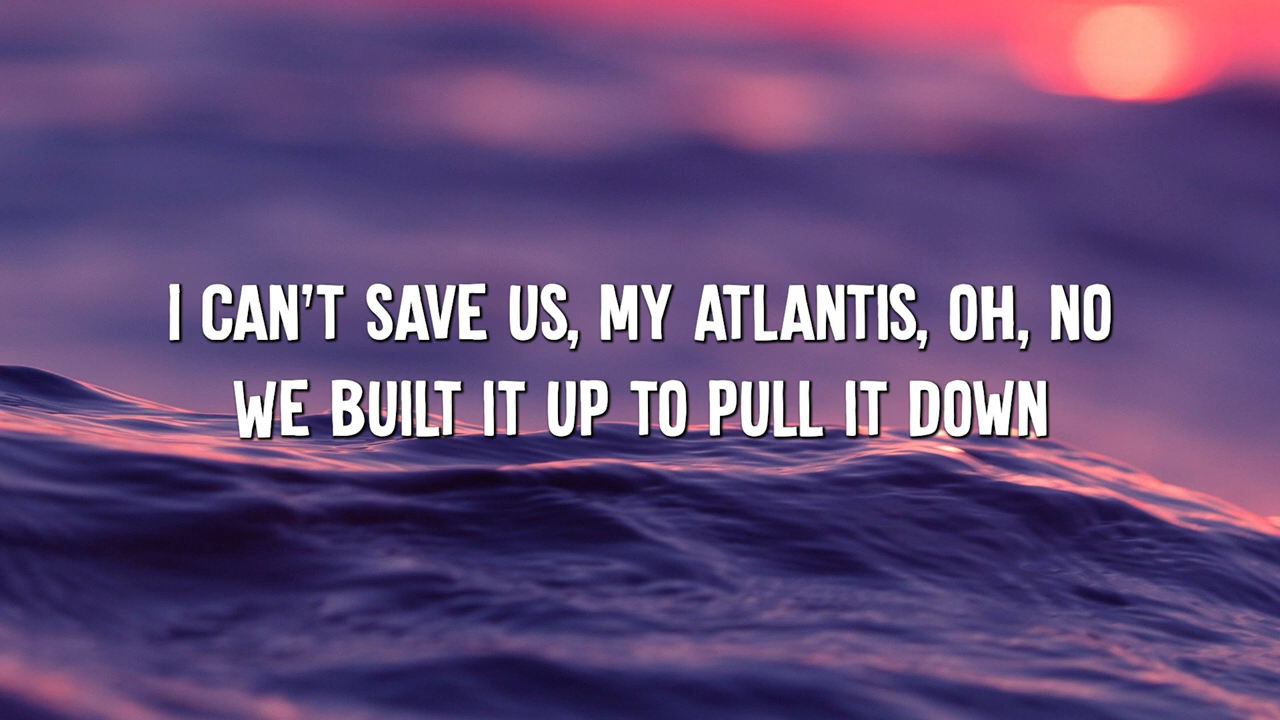 I CAN'T SAVE US, MY ATLANTIS, OH, NO
WE BUILT IT UP TO PULL IT DOWN